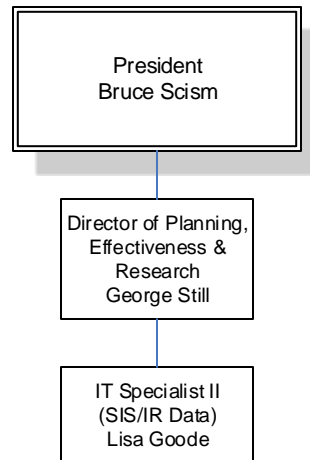 President
Bruce Scism
Director of Planning,
Effectiveness &
Research
George Still
IT Specialist II
(SIS/IR Data)
Lisa Goode